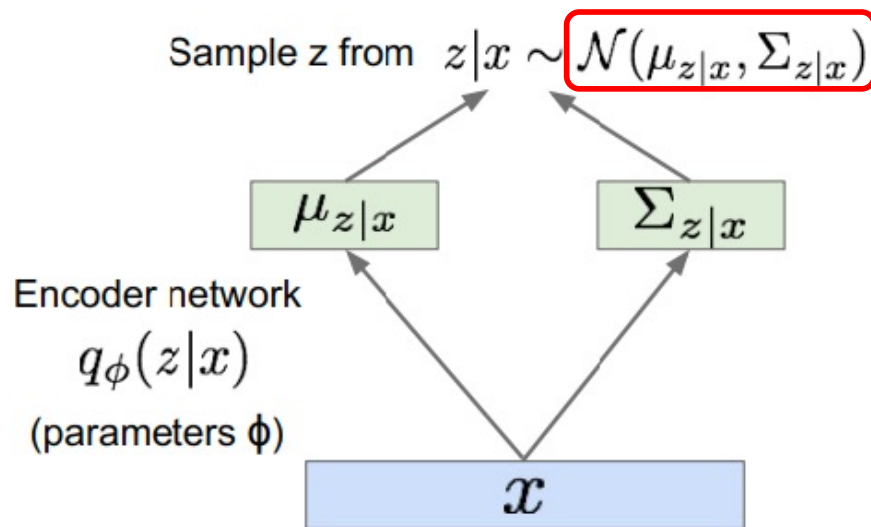 Sample z from z|x ∼ 𝒩(μ_{z|x}, Σ_{z|x})
μ_{z|x}
Σ_{z|x}
Encoder network
q_ϕ(z|x)
(parameters ϕ)
x